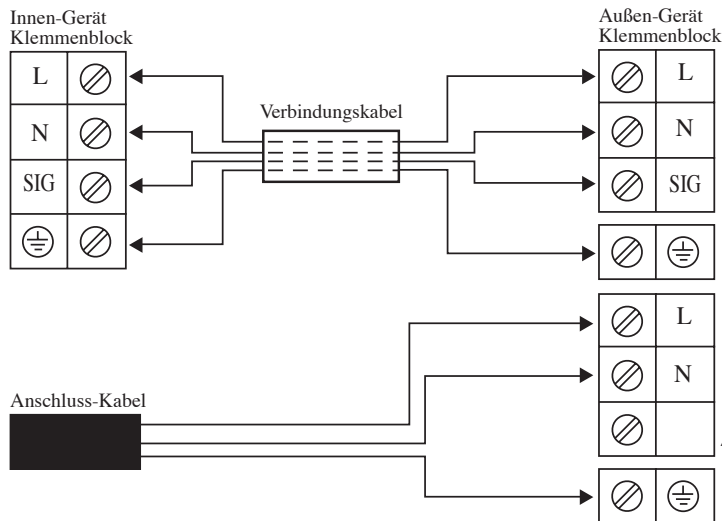 Innen-Gerät
Klemmenblock
L
N
SIG
Verbindungskabel
Außen-Gerät
Klemmenblock
L
N
SIG
L
N
Anschluss-Kabel